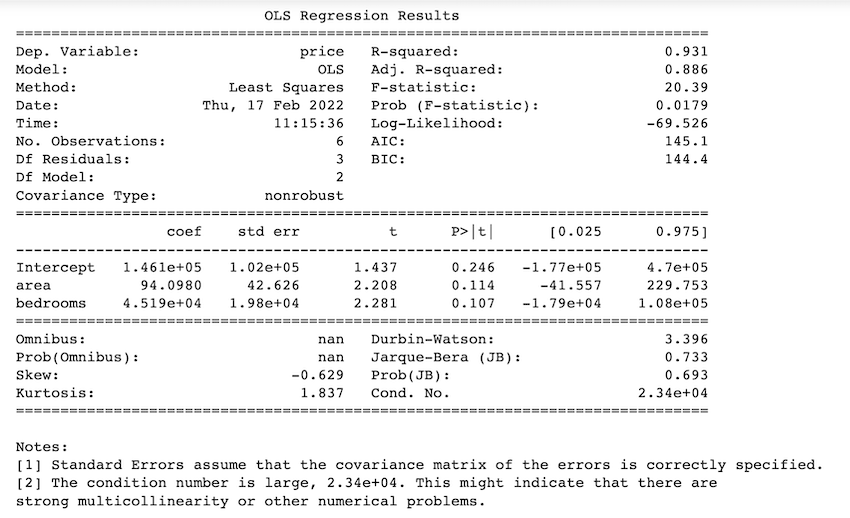 OLS Regression Results
==============================================================================
Dep. Variable:                  price   R-squared:                       0.931
Model:                            OLS   Adj. R-squared:                  0.886
Method:                 Least Squares   F-statistic:                     20.39
Date:                Thu, 17 Feb 2022   Prob (F-statistic):             0.0179
Time:                        11:15:36   Log-Likelihood:                -69.526
No. Observations:                   6   AIC:                             145.1
Df Residuals:                       3   BIC:                             144.4
Df Model:                           2
Covariance Type:            nonrobust
==============================================================================
                 coef    std err          t      P>|t|      [0.025      0.975]
------------------------------------------------------------------------------
Intercept   1.461e+05   1.02e+05      1.437      0.246   -1.77e+05     4.7e+05
area          94.0980     42.626      2.208      0.114     -41.557     229.753
bedrooms    4.519e+04   1.98e+04      2.281      0.107   -1.79e+04    1.08e+05
==============================================================================
Omnibus:                          nan   Durbin-Watson:                   3.396
Prob(Omnibus):                    nan   Jarque-Bera (JB):                0.733
Skew:                          -0.629   Prob(JB):                        0.693
Kurtosis:                       1.837   Cond. No.                     2.34e+04
==============================================================================

Notes:
[1] Standard Errors assume that the covariance matrix of the errors is correctly specified.
[2] The condition number is large, 2.34e+04. This might indicate that there are
strong multicollinearity or other numerical problems.